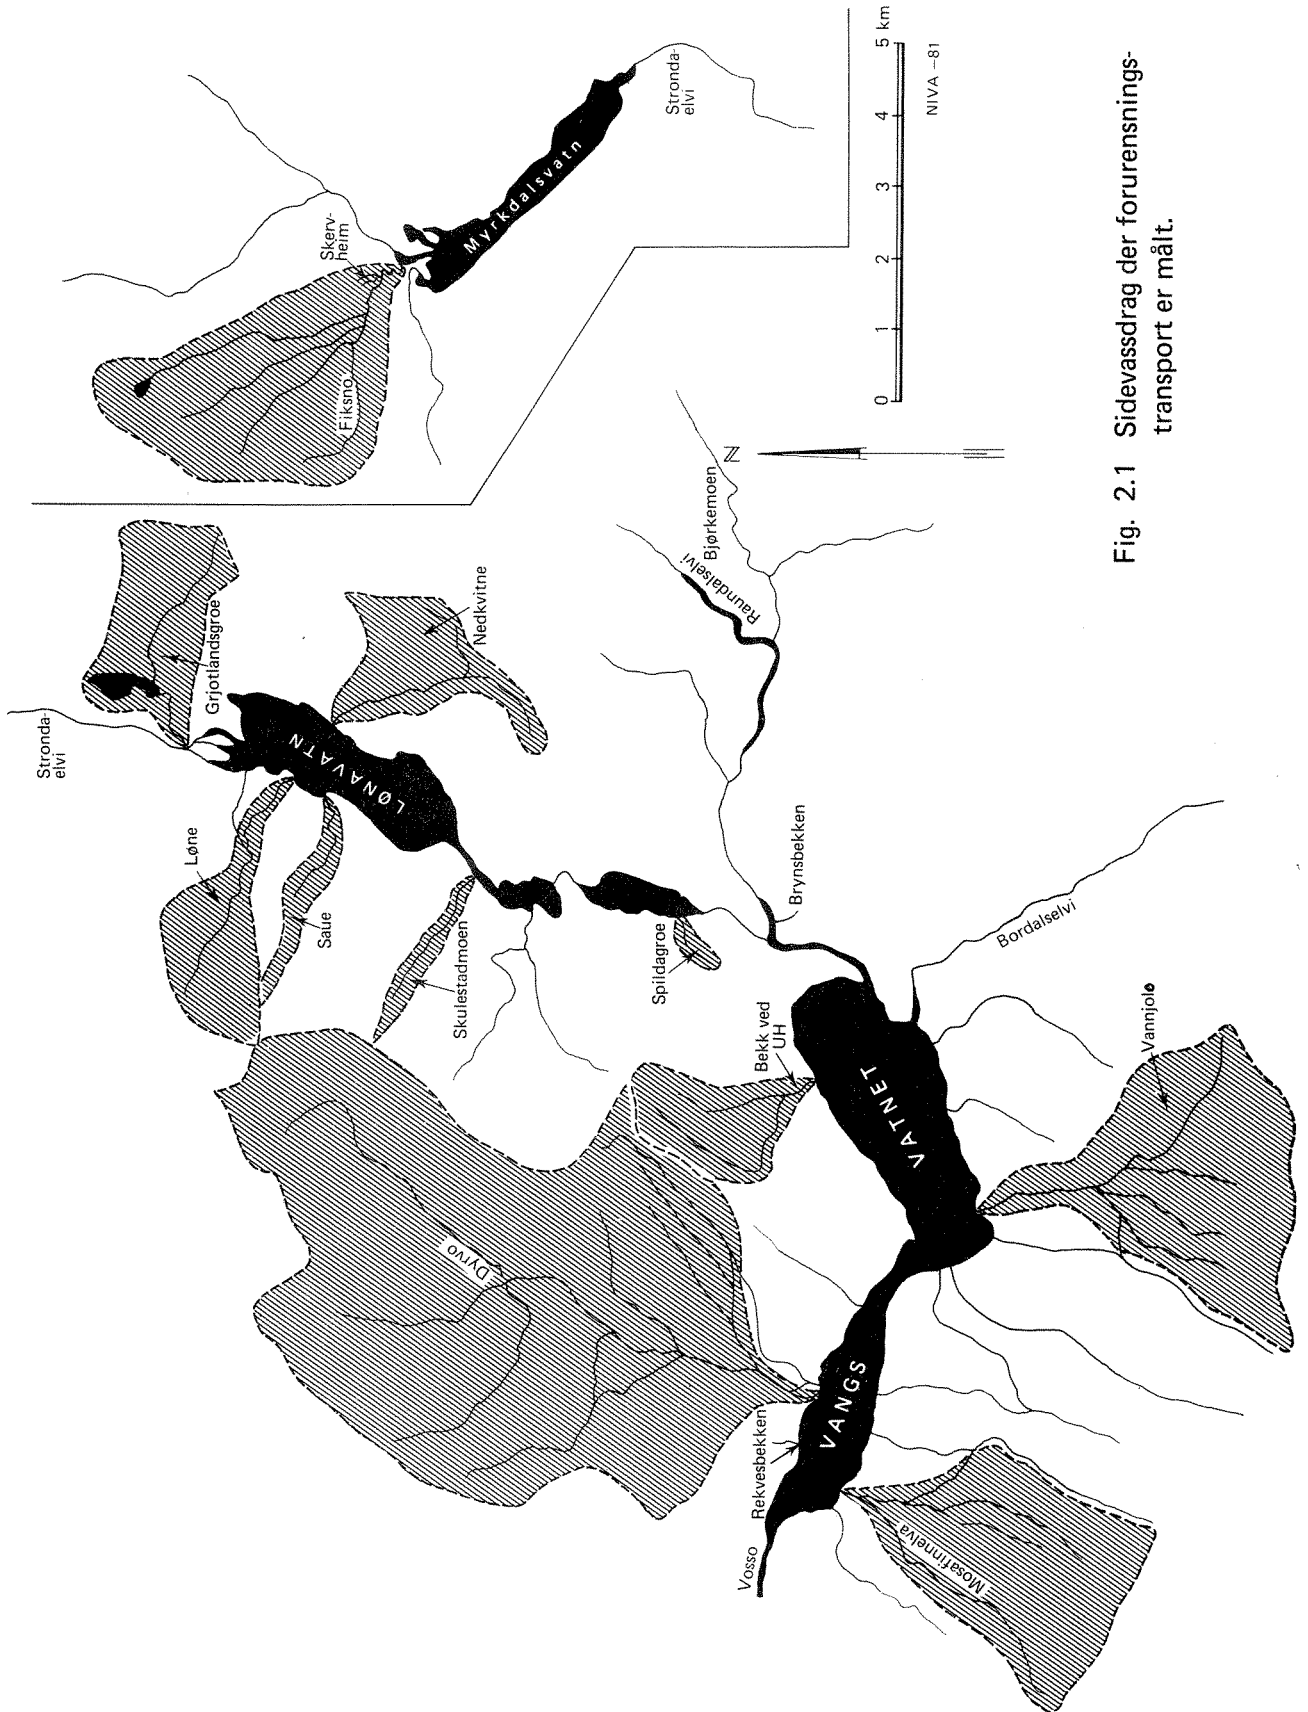 Stronda-
elvi
Grjotlandsgroe
Løne
Saue
LØNAVATN
Nedkvitne
Skulestadmoen
Spildagroe
Brynsbekken
Raundalselvi
Bjørkemoen
Bordalselvi
Bekk ved
UH
Dyrvo
VANGS
VATNET
Vannjolo
Rekvesbekken
Vosso
Mosafinnelva
Fiksno
Skerv-
heim
Myrkdalsvatn
Stronda-
elvi
N
0 1 2 3 4 5 km
NIVA –81
Fig. 2.1 Sidevassdrag der forurensnings-
transport er målt.